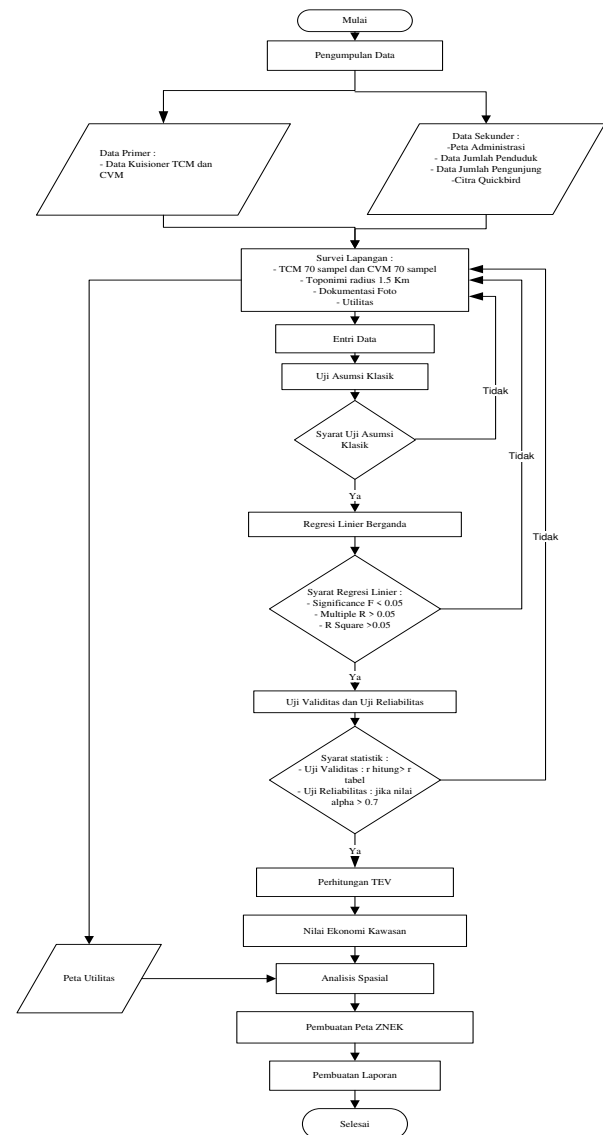 Mulai
Pengumpulan Data
Data Primer :
- Data Kuisioner TCM dan
CVM
Data Sekunder :
-Peta Administrasi
- Data Jumlah Penduduk
- Data Jumlah Pengunjung
-Citra Quickbird
Survei Lapangan :
- TCM 70 sampel dan CVM 70 sampel
- Toponimi radius 1.5 Km
- Dokumentasi Foto
- Utilitas
Entri Data
Uji Asumsi Klasik
Tidak
Syarat Uji Asumsi
Klasik
Tidak
Ya
Regresi Linier Berganda
Tidak
Syarat Regresi Linier :
- Significance F < 0.05
- Multiple R > 0.05
- R Square >0.05
Ya
Uji Validitas dan Uji Reliabilitas
Syarat statistik :
- Uji Validitas : r hitung> r
tabel
- Uji Reliabilitas : jika nilai
alpha > 0.7
Ya
Perhitungan TEV
Nilai Ekonomi Kawasan
Peta Utilitas
Analisis Spasial
Pembuatan Peta ZNEK
Pembuatan Laporan
Selesai